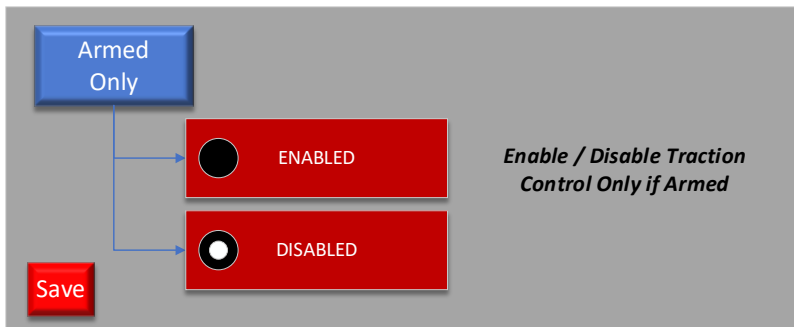 Armed
Only
ENABLED
Enable / Disable Traction
Control Only if Armed
DISABLED
Save